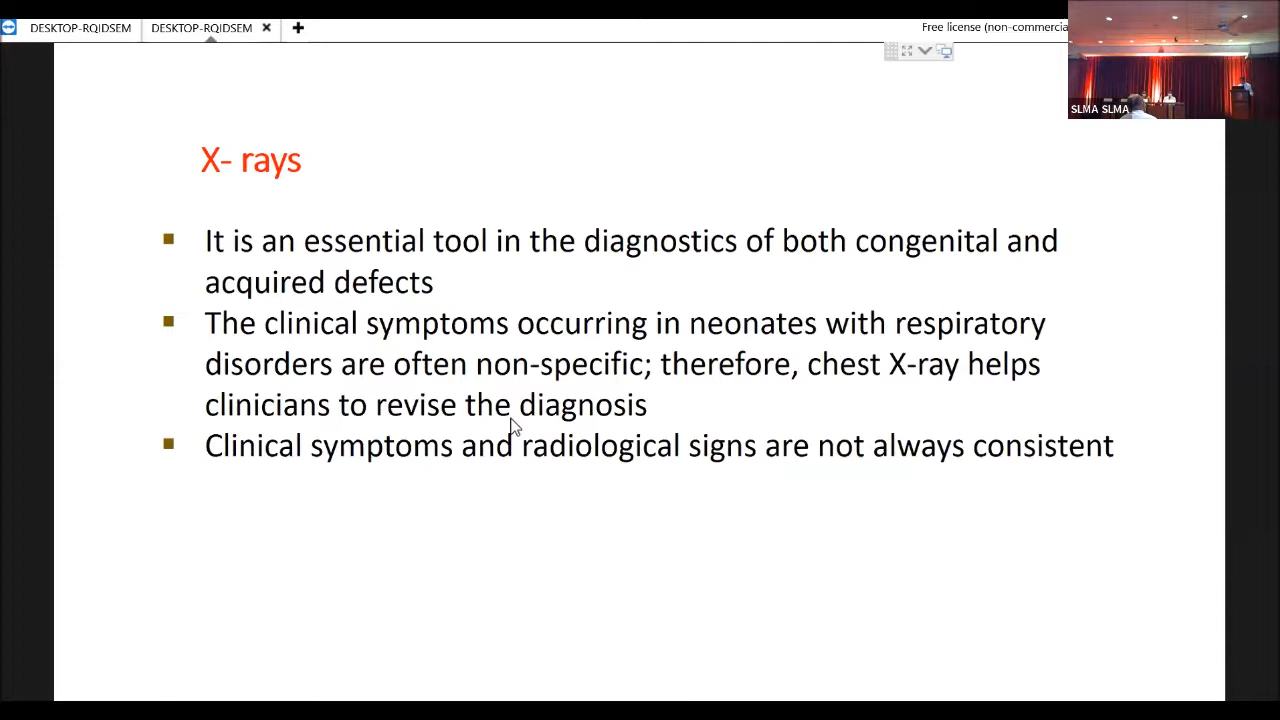 DESKTOP-RQIDSEM DESKTOP-RQIDSEM Free license (non-commercia
SLMA SLMA
X- rays
It is an essential tool in the diagnostics of both congenital and
acquired defects
The clinical symptoms occurring in neonates with respiratory
disorders are often non-specific; therefore, chest X-ray helps
clinicians to revise the diagnosis
Clinical symptoms and radiological signs are not always consistent